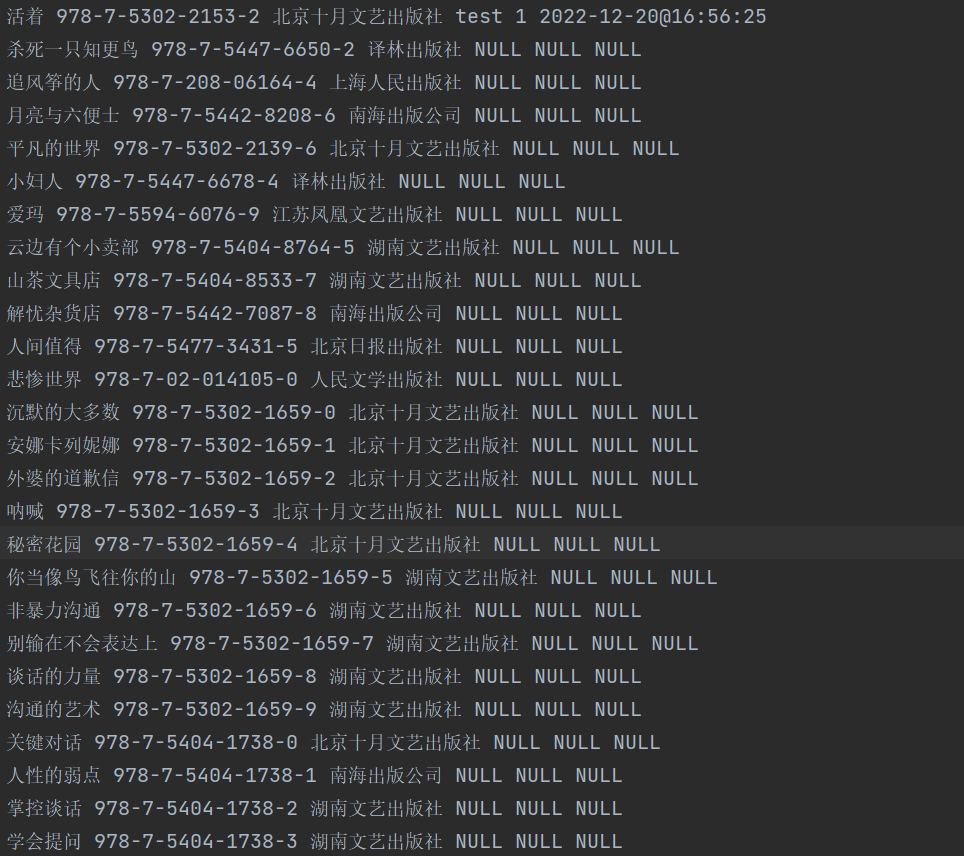 活着 978-7-5302-2153-2 北京十月文艺出版社 test 1 2022-12-20@16:56:25
杀死一只知更鸟 978-7-5447-6650-2 译林出版社 NULL NULL NULL
追风筝的人 978-7-208-06164-4 上海人民出版社 NULL NULL NULL
月亮与六便士 978-7-5442-8208-6 南海出版公司 NULL NULL NULL
平凡的世界 978-7-5302-2139-6 北京十月文艺出版社 NULL NULL NULL
小妇人 978-7-5447-6678-4 译林出版社 NULL NULL NULL
爱玛 978-7-5594-6076-9 江苏凤凰文艺出版社 NULL NULL NULL
云边有个小卖部 978-7-5404-8764-5 湖南文艺出版社 NULL NULL NULL
山茶文具店 978-7-5404-8533-7 湖南文艺出版社 NULL NULL NULL
解忧杂货店 978-7-5442-7087-8 南海出版公司 NULL NULL NULL
人间值得 978-7-5477-3431-5 北京日报出版社 NULL NULL NULL
悲惨世界 978-7-02-014105-0 人民文学出版社 NULL NULL NULL
沉默的大多数 978-7-5302-1659-0 北京十月文艺出版社 NULL NULL NULL
安娜卡列妮娜 978-7-5302-1659-1 北京十月文艺出版社 NULL NULL NULL
外婆的道歉信 978-7-5302-1659-2 北京十月文艺出版社 NULL NULL NULL
呐喊 978-7-5302-1659-3 北京十月文艺出版社 NULL NULL NULL
秘密花园 978-7-5302-1659-4 北京十月文艺出版社 NULL NULL NULL
你当像鸟飞往你的山 978-7-5302-1659-5 湖南文艺出版社 NULL NULL NULL
非暴力沟通 978-7-5302-1659-6 湖南文艺出版社 NULL NULL NULL
别输在不会表达上 978-7-5302-1659-7 湖南文艺出版社 NULL NULL NULL
谈话的力量 978-7-5302-1659-8 湖南文艺出版社 NULL NULL NULL
沟通的艺术 978-7-5302-1659-9 湖南文艺出版社 NULL NULL NULL
关键对话 978-7-5404-1738-0 北京十月文艺出版社 NULL NULL NULL
人性的弱点 978-7-5404-1738-1 南海出版公司 NULL NULL NULL
掌控谈话 978-7-5404-1738-2 湖南文艺出版社 NULL NULL NULL
学会提问 978-7-5404-1738-3 湖南文艺出版社 NULL NULL NULL